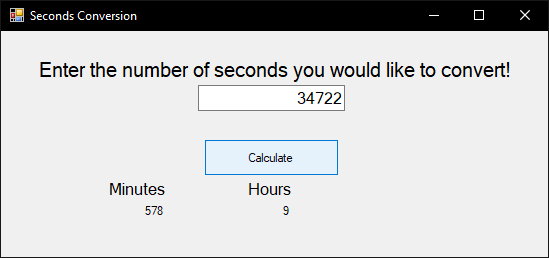 Seconds Conversion
Enter the number of seconds you would like to convert!
34722
Calculate
Minutes Hours
578 9